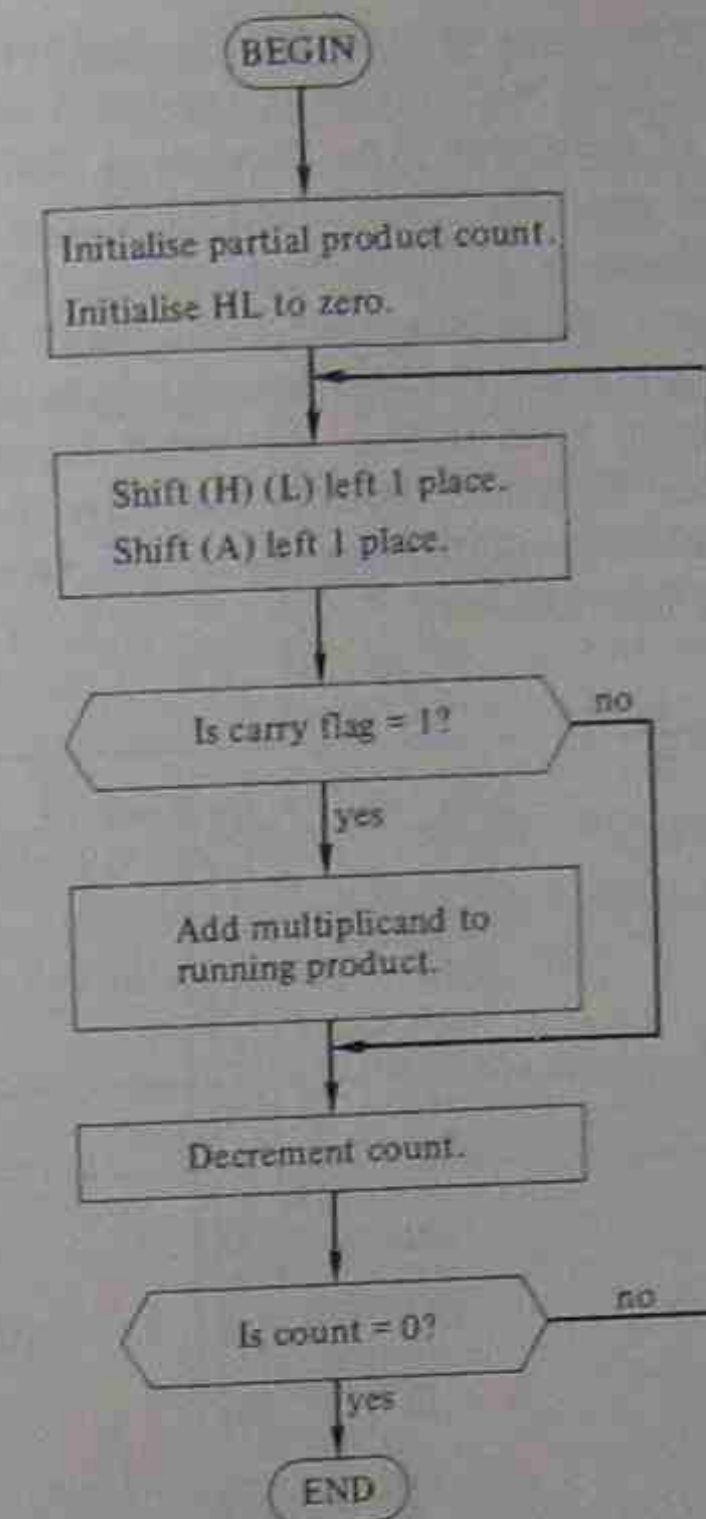 BEGIN
Initialise partial product count.
Initialise HL to zero.
Shift (H) (L) left 1 place.
Shift (A) left 1 place.
Is carry flag = 1?
no
yes
Add multiplicand to
running product.
Decrement count.
Is count = 0?
no
yes
END